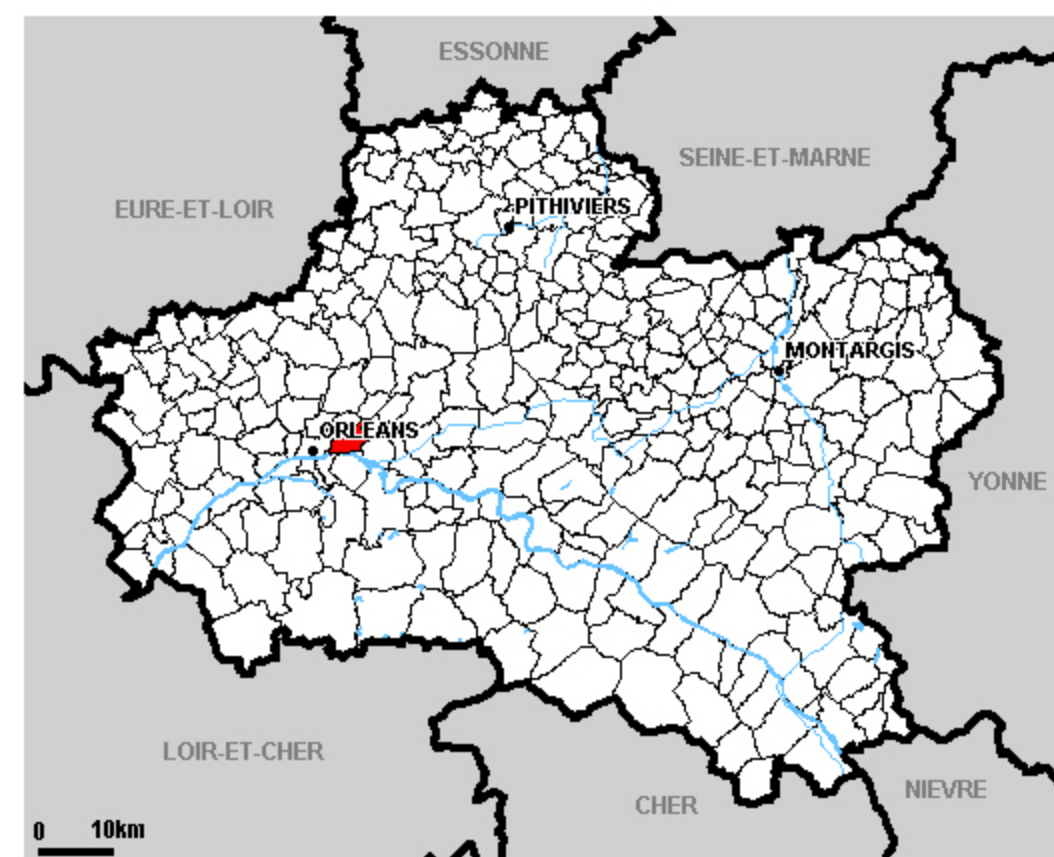 ESSONNE
SEINE-ET-MARNE
EURE-ET-LOIR
PITHIVIERS
MONTARGIS
ORLEANS
YONNE
LOIR-ET-CHER
NIEVRE
CHER
0 10km